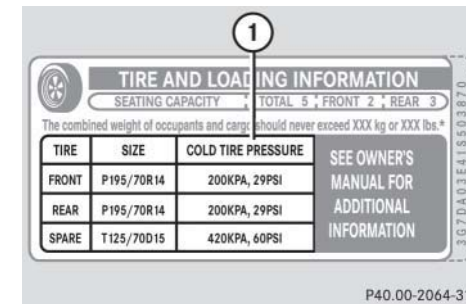 1
TIRE AND LOADING INFORMATION
SEATING CAPACITY TOTAL 5 FRONT 2 REAR 3
The combined weight of occupants and cargo should never exceed XXX kg or XXX lbs.*
TIRE SIZE COLD TIRE PRESSURE
FRONT P195/70R14 200KPA, 29PSI
REAR P195/70R14 200KPA, 29PSI
SPARE T125/70D15 420KPA, 60PSI
SEE OWNER'S
MANUAL FOR
ADDITIONAL
INFORMATION
3G7DA03E41S503870
P40.00-2064-31